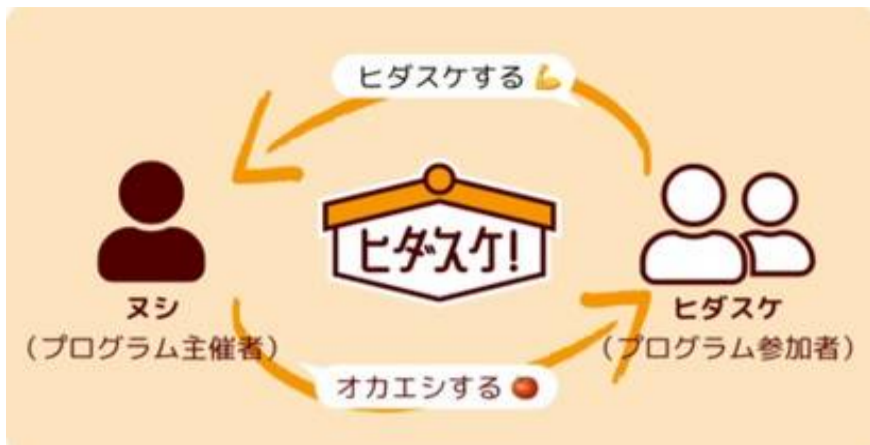 ヒダスケする💪
ヒダスケ!
ヌシ
(プログラム主催者)
ヒダスケ
(プログラム参加者)
オカエシする🍅